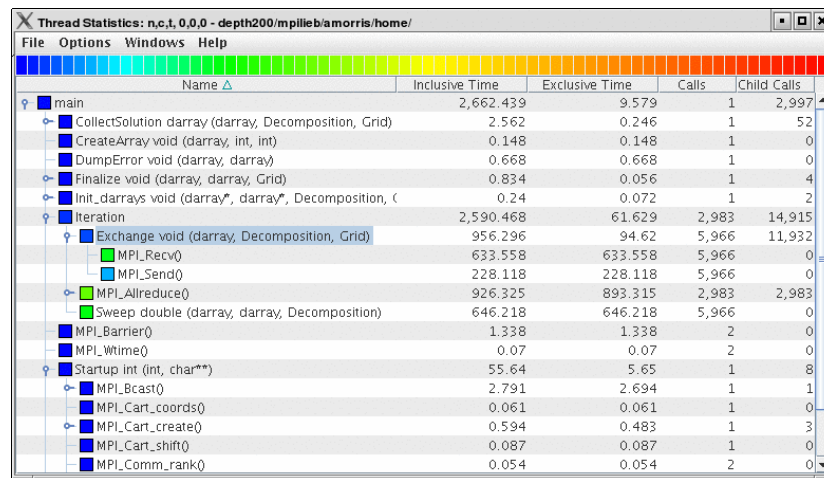 Thread Statistics: n,c,t, 0,0,0 - depth200/mpilieb/amorris/home/
File Options Windows Help
Name Inclusive Time Exclusive Time Calls Child Calls
main 2,662.439 9.579 1 2,997
CollectSolution darray (darray, Decomposition, Grid) 2.562 0.246 1 52
CreateArray void (darray, int, int) 0.148 0.148 1 0
DumpError void (darray, darray) 0.668 0.668 1 0
Finalize void (darray, darray, Grid) 0.834 0.056 1 4
Init_darrays void (darray*, darray*, Decomposition, ( 0.24 0.072 1 2
Iteration 2,590.468 61.629 2,983 14,915
Exchange void (darray, Decomposition, Grid) 956.296 94.62 5,966 11,932
MPI_Recv() 633.558 633.558 5,966 0
MPI_Send() 228.118 228.118 5,966 0
MPI_Allreduce() 926.325 893.315 2,983 2,983
Sweep double (darray, darray, Decomposition) 646.218 646.218 5,966 0
MPI_Barrier() 1.338 1.338 2 0
MPI_Wtime() 0.07 0.07 2 0
Startup int (int, char**) 55.64 5.65 1 8
MPI_Bcast() 2.791 2.694 1 1
MPI_Cart_coords() 0.061 0.061 1 0
MPI_Cart_create() 0.594 0.483 1 3
MPI_Cart_shift() 0.087 0.087 1 0
MPI_Comm_rank() 0.054 0.054 2 0